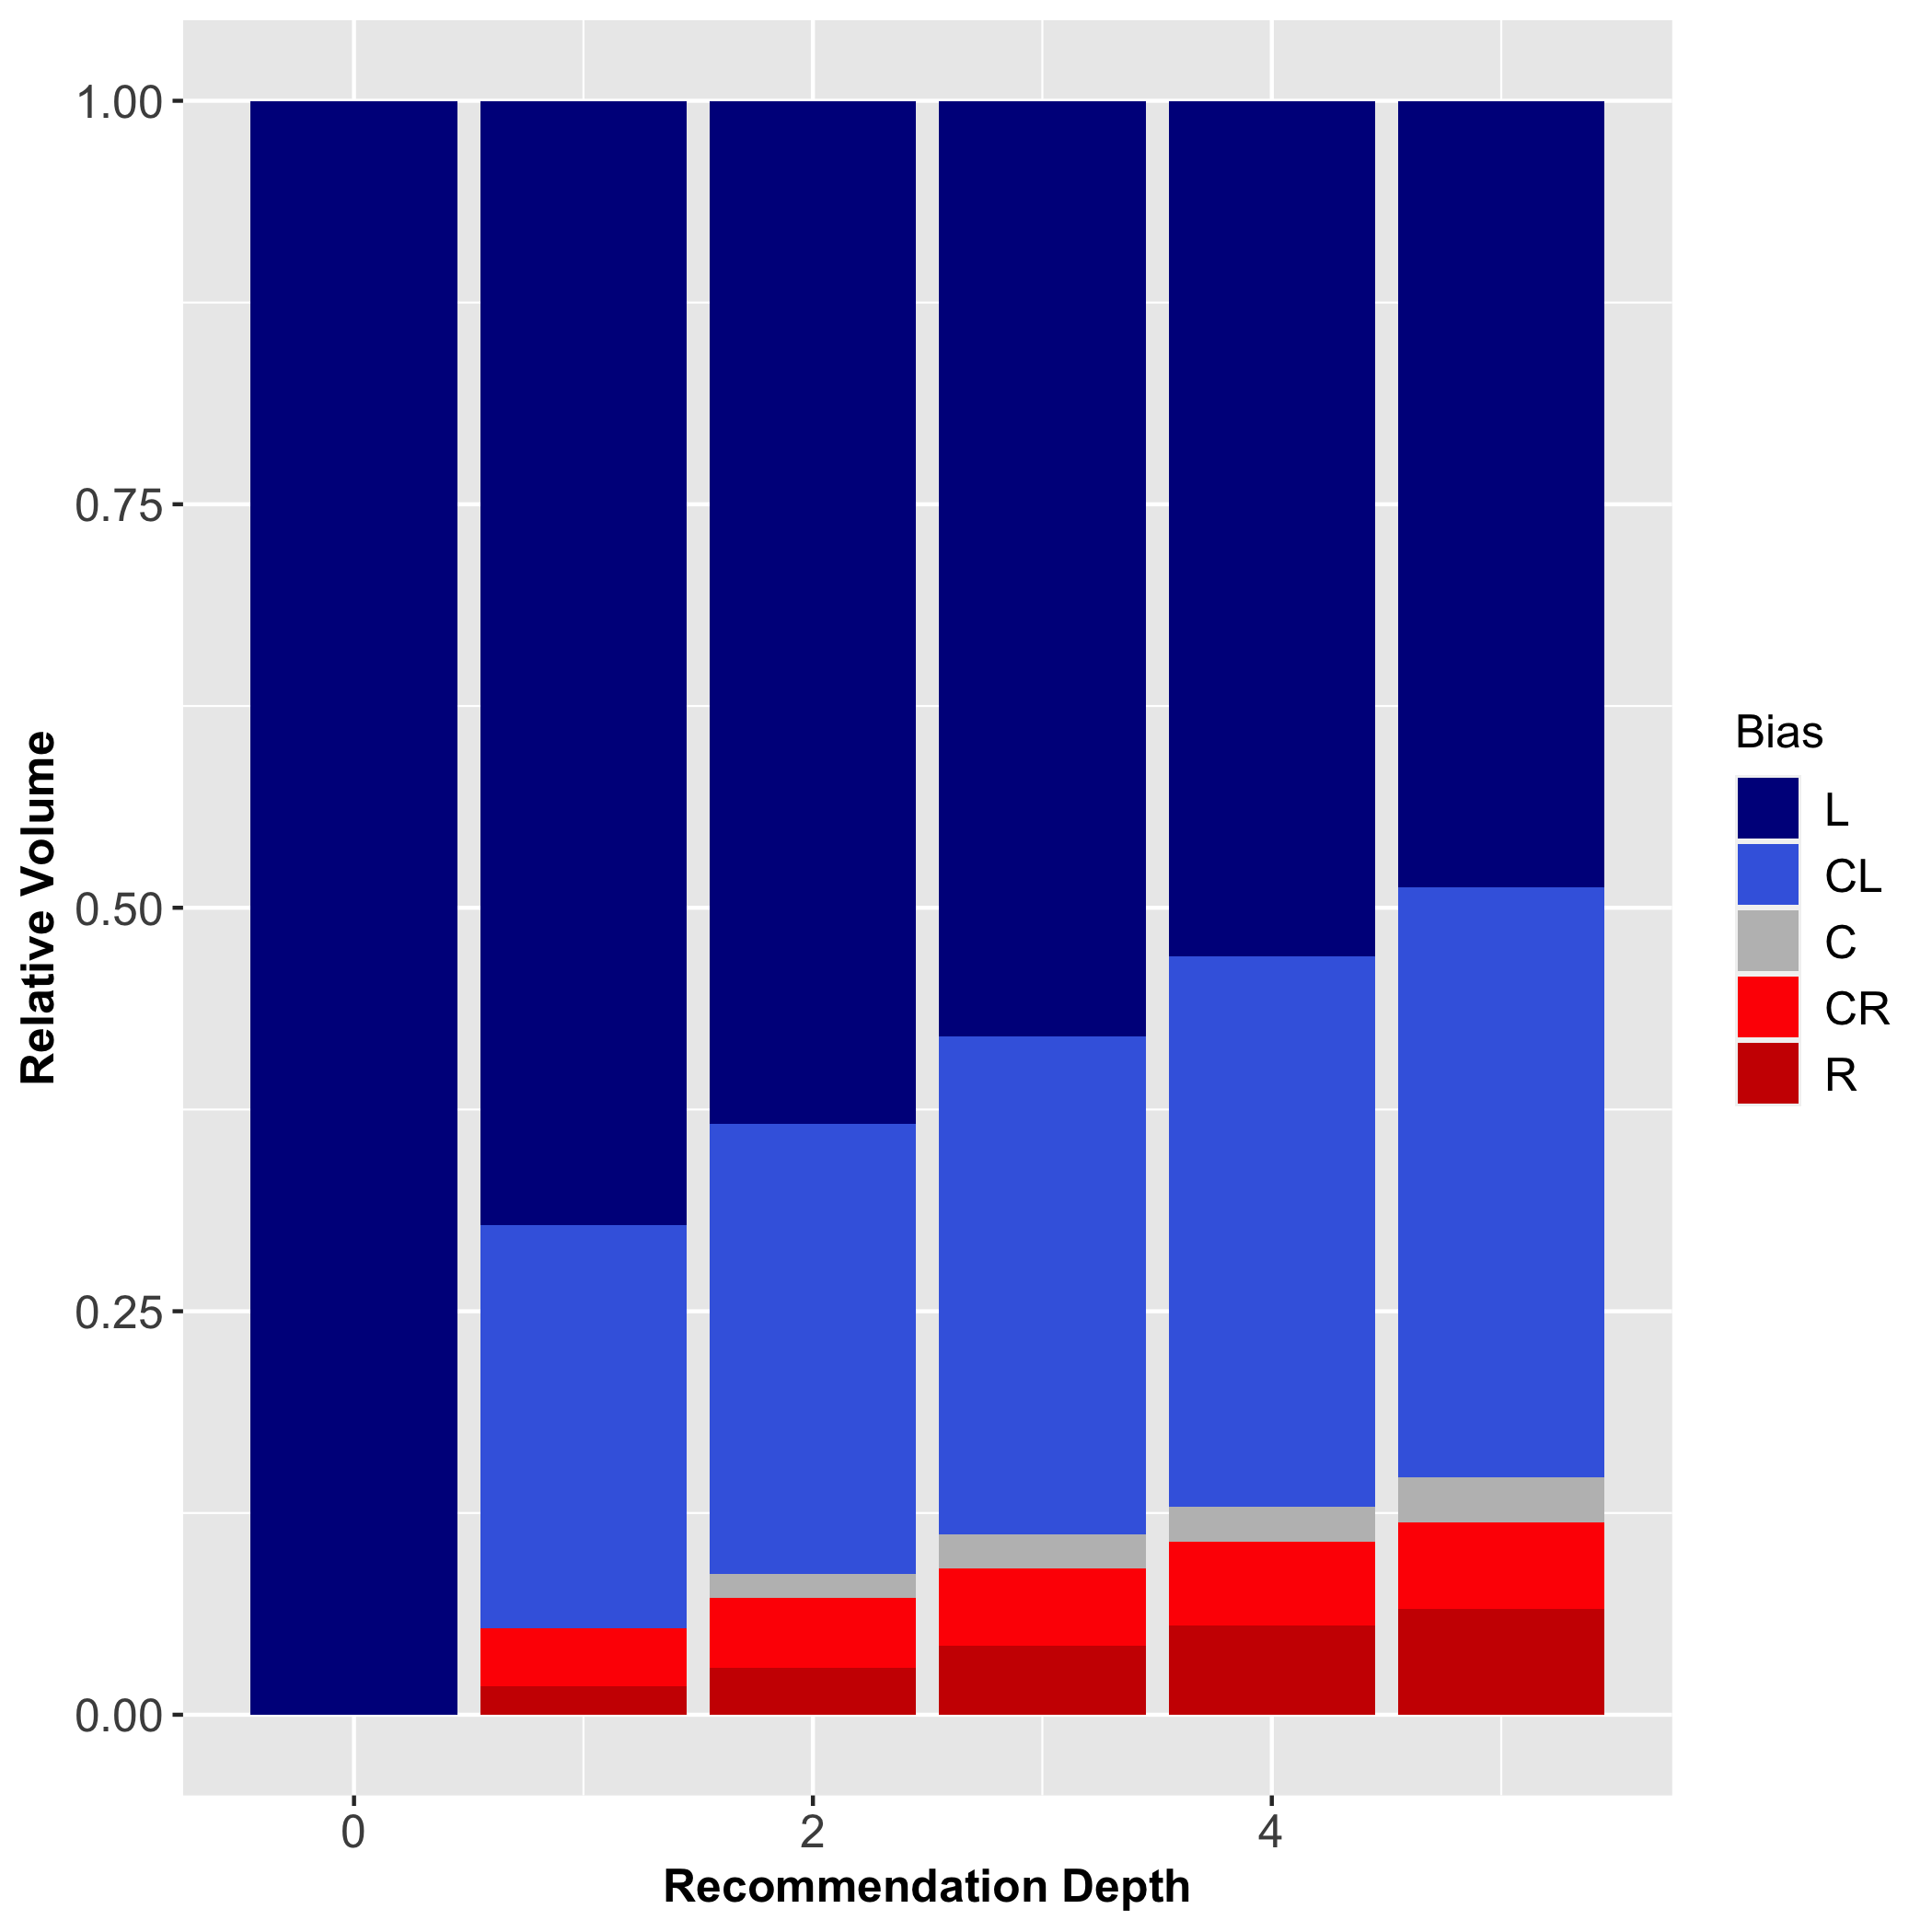 1.00
0.75
0.50
0.25
0.00
Relative Volume
0
2
4
Recommendation Depth
Bias
L
CL
C
CR
R